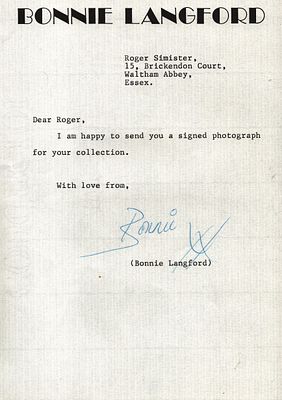 BONNIE LANGFORD
Roger Simister,
15, Brickendon Court,
Waltham Abbey,
Essex.
Dear Roger,
I am happy to send you a signed photograph
for your collection.
With love from,
Bonnie XX
(Bonnie Langford)